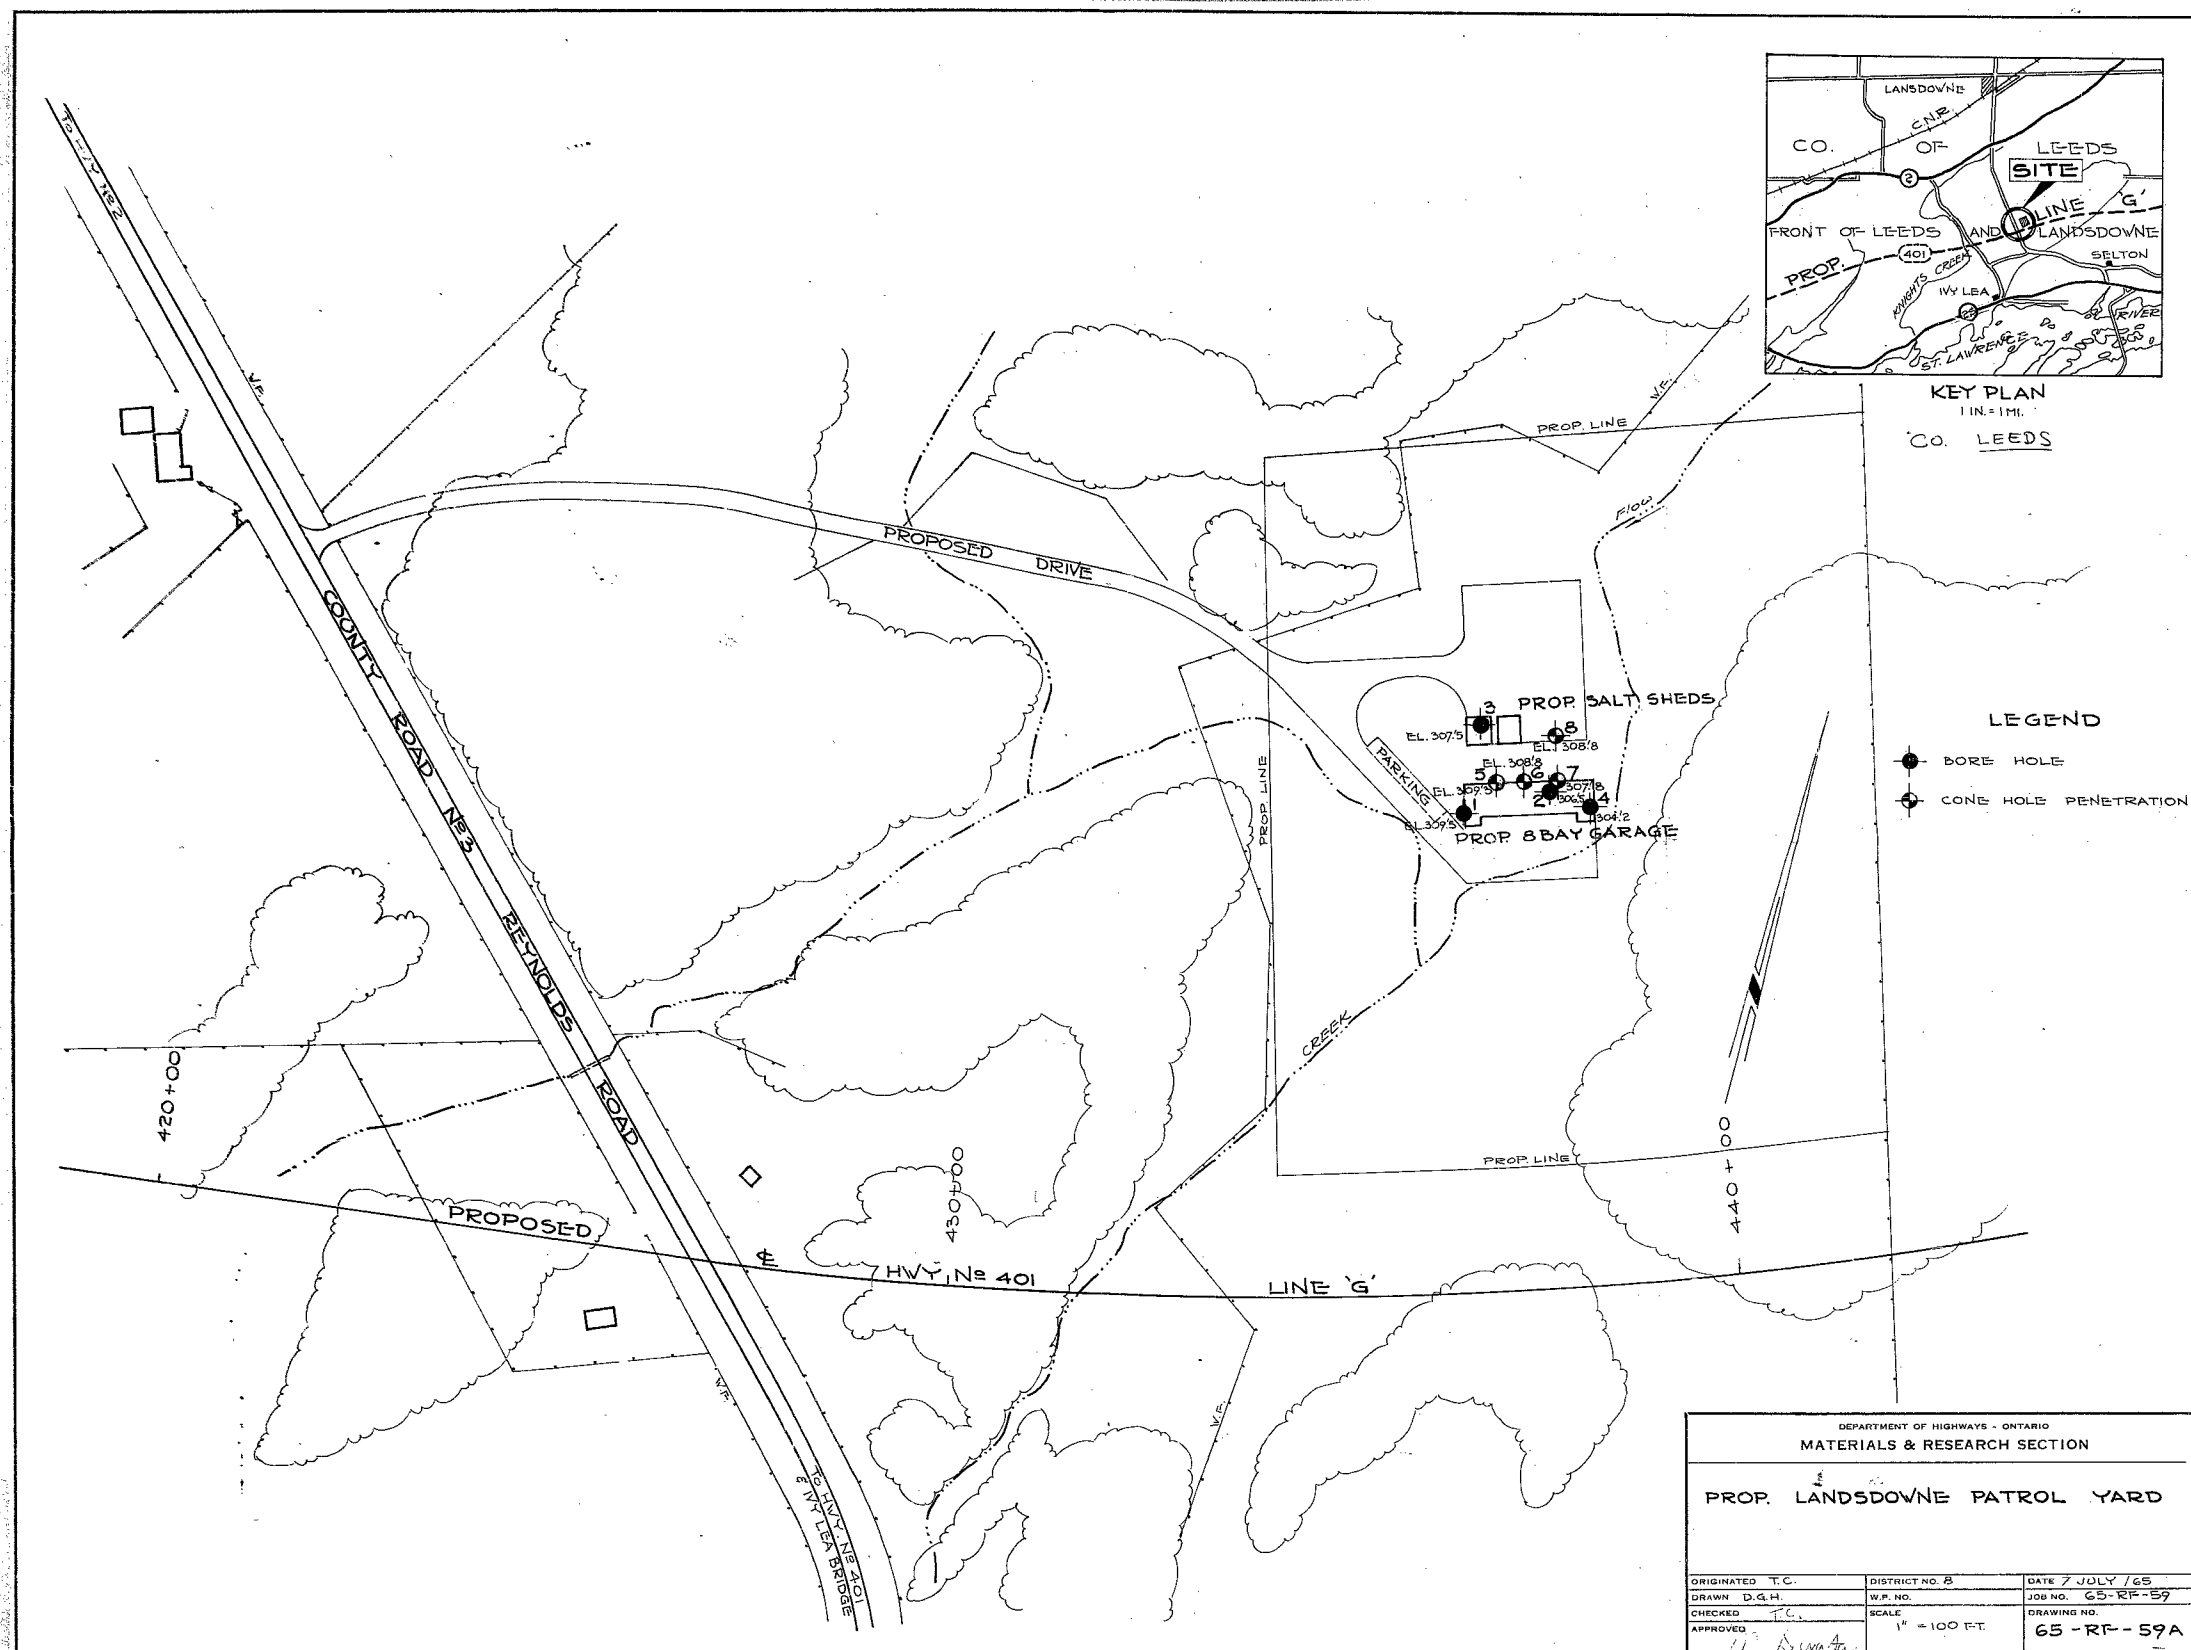 LANSDOWNE
C.N.R.
CO. OF LEEDS
SITE
2
LINE 'G'
FRONT OF LEEDS AND LANDSDOWNE
401
SELTON
PROP.
KNIGHTS CREEK
IVY LEA
RIVER
ST. LAWRENCE
KEY PLAN
1 IN. = 1 MI.
CO. LEEDS
TO HWY Nº 2
W.F.
W.F.
PROP. LINE
FLOW
PROPOSED DRIVE
COUNTY ROAD Nº 3
REYNOLDS ROAD
PROP. SALT SHEDS
3
EL. 307.5
8
EL. 308.8
PARKING
EL. 308.8
5
6
7
EL. 309.3
307.8
1
2
306.5
4
EL. 309.5
304.2
PROP. 8 BAY GARAGE
PROP. LINE
LEGEND
BORE HOLE
CONE HOLE PENETRATION
CREEK
420+00
430+00
440+00
PROP. LINE
PROPOSED
℄
HWY. Nº 401
LINE 'G'
W.F.
W.F.
TO HWY. Nº 401
& IVY LEA BRIDGE
DEPARTMENT OF HIGHWAYS - ONTARIO
MATERIALS & RESEARCH SECTION
PROP. LANDSDOWNE PATROL YARD
ORIGINATED T.C.
DISTRICT NO. 8
DATE 7 JULY /65
DRAWN D.G.H.
W.P. NO.
JOB NO. 65-RF-59
CHECKED T.C.
SCALE
1" = 100 FT.
DRAWING NO.
65-RF-59A
APPROVED